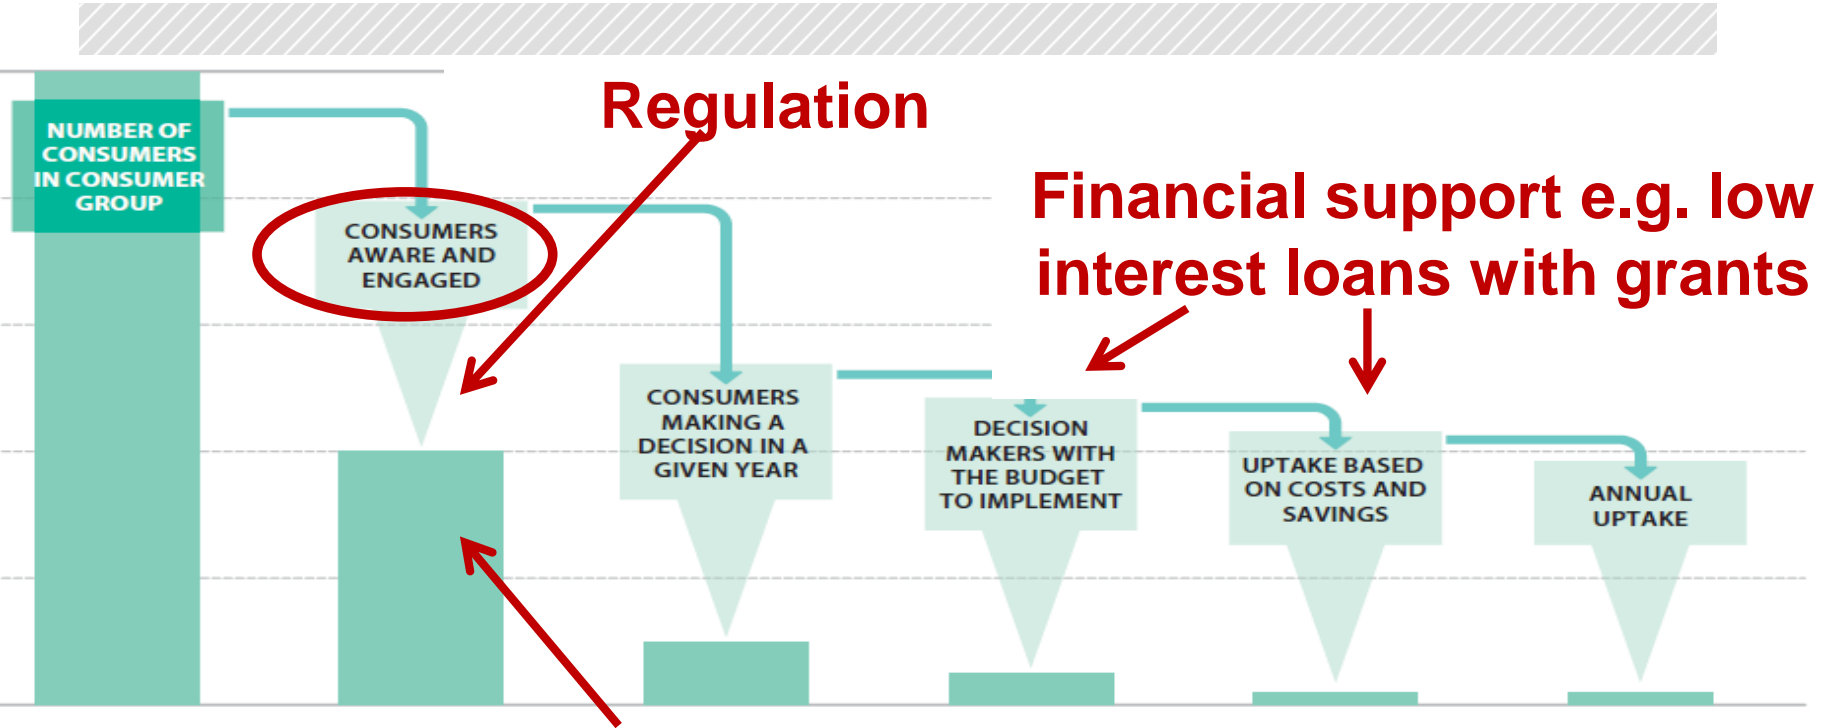 Regulation
NUMBER OF
CONSUMERS
IN CONSUMER
GROUP
Financial support e.g. low
interest loans with grants
CONSUMERS
AWARE AND
ENGAGED
CONSUMERS
MAKING A
DECISION IN A
GIVEN YEAR
DECISION
MAKERS WITH
THE BUDGET
TO IMPLEMENT
UPTAKE BASED
ON COSTS AND
SAVINGS
ANNUAL
UPTAKE